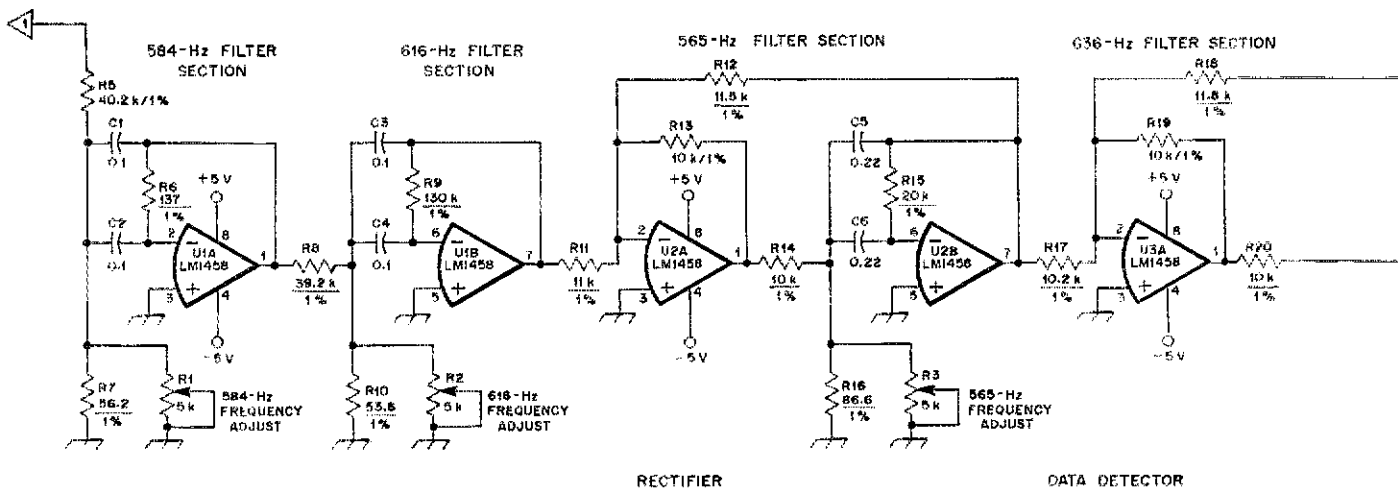 1
584-Hz FILTER
SECTION
616-Hz FILTER
SECTION
565-Hz FILTER SECTION
636-Hz FILTER SECTION
R5
40.2 k/1%
C1
0.1
R6
137
1%
+5 V
C2
0.1
2
8
U1A
LM1458
1
3
4
-5 V
R7
56.2
1%
R1
5 k
584-Hz
FREQUENCY
ADJUST
R8
39.2 k
1%
C3
0.1
R9
130 k
1%
C4
0.1
6
U1B
LM1458
7
5
R10
53.6
1%
R2
5 k
616-Hz
FREQUENCY
ADJUST
R11
11 k
1%
R12
11.5 k
1%
R13
10 k/1%
+5 V
2
8
U2A
LM1458
1
3
4
-5 V
R14
10 k
1%
C5
0.22
R15
20 k
1%
C6
0.22
6
U2B
LM1458
7
5
R16
86.6
1%
R3
5 k
565-Hz
FREQUENCY
ADJUST
R17
10.2 k
1%
R18
11.8 k
1%
R19
10 k/1%
+5 V
2
8
U3A
LM1458
1
3
4
-5 V
R20
10 k
1%
RECTIFIER
DATA DETECTOR